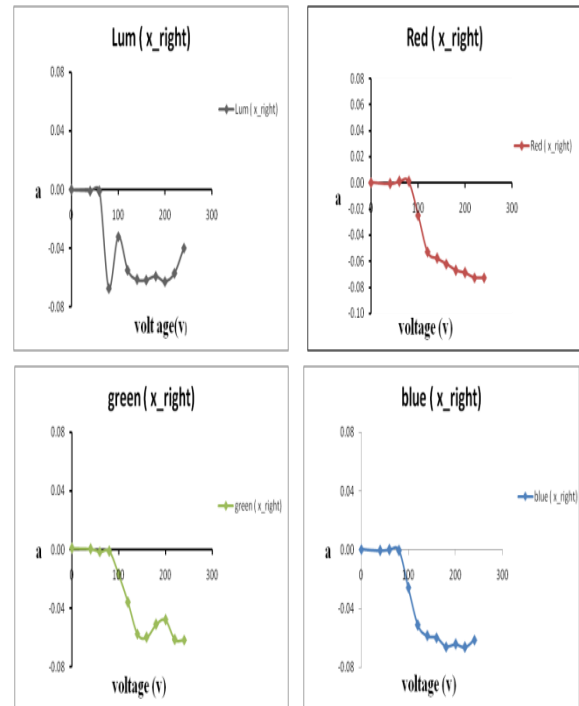 Lum ( x_right)
0.08
0.04
0.00
-0.04
-0.08
a
0
100
200
300
Lum ( x_right)
volt age(v)
Red ( x_right)
0.08
0.06
0.04
0.02
0.00
-0.02
-0.04
-0.06
-0.08
-0.10
a
0
100
200
300
Red ( x_right)
voltage (v)
green ( x_right)
0.08
0.04
0.00
-0.04
-0.08
a
0
100
200
300
green ( x_right)
voltage (v)
blue ( x_right)
0.08
0.04
0.00
-0.04
-0.08
a
0
100
200
300
blue ( x_right)
voltage (v)